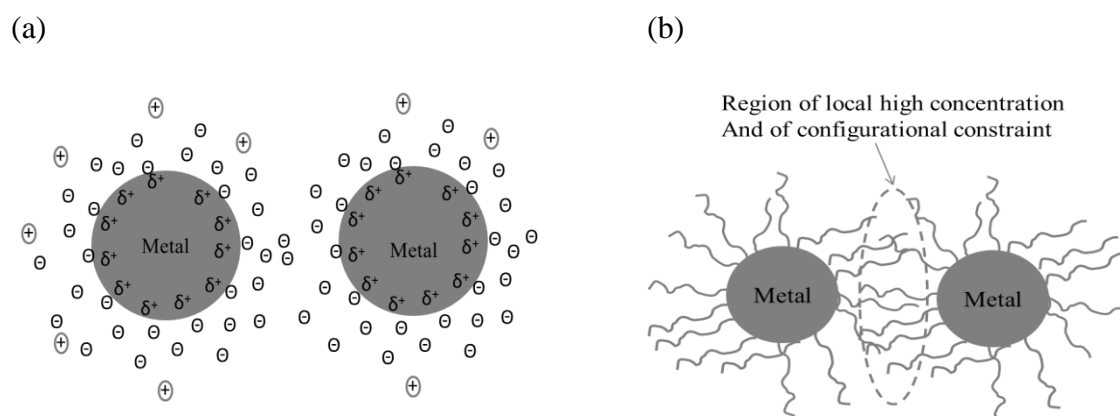 (a)
(b)
Region of local high concentration
And of configurational constraint
δ⁺ δ⁺
δ⁺ δ⁺ δ⁺ δ⁺
δ⁺ δ⁺ δ⁺ δ⁺
Metal Metal
δ⁺ δ⁺ δ⁺ δ⁺
δ⁺ δ⁺ δ⁺ δ⁺
δ⁺ δ⁺ δ⁺ δ⁺
Metal Metal